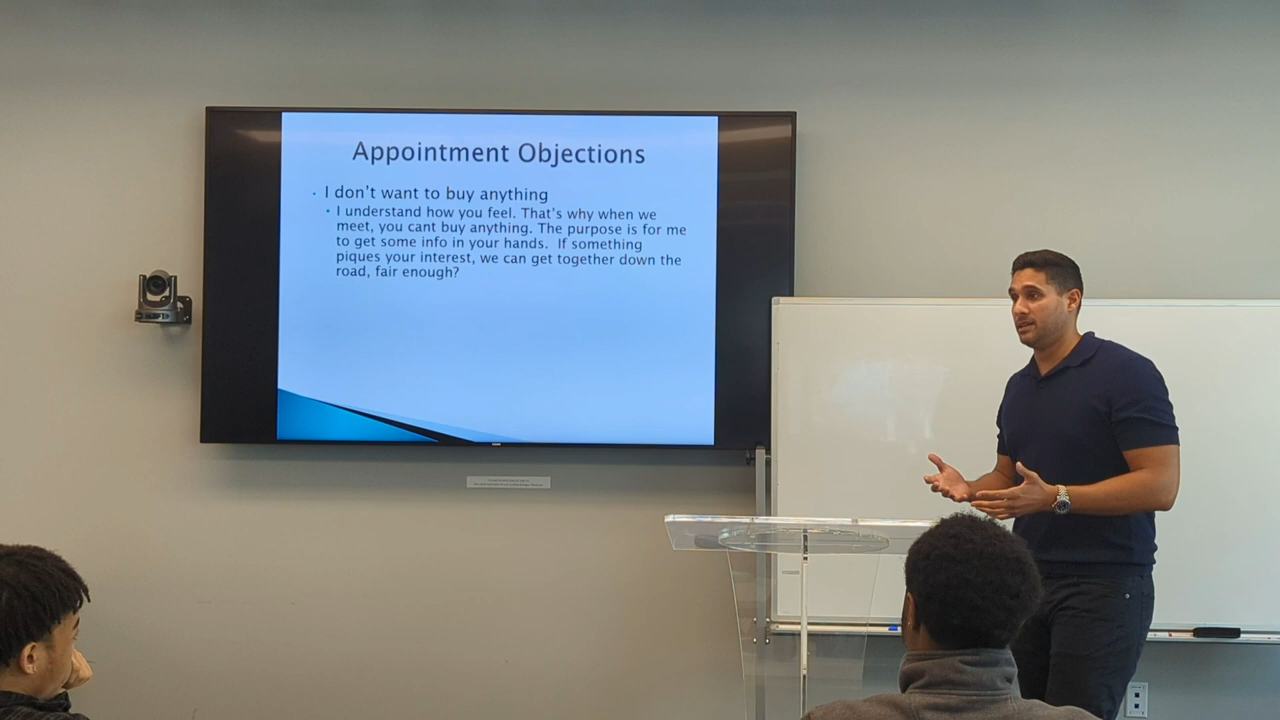 Appointment Objections
I don't want to buy anything
I understand how you feel. That's why when we
meet, you cant buy anything. The purpose is for me
to get some info in your hands.  If something
piques your interest, we can get together down the
road, fair enough?